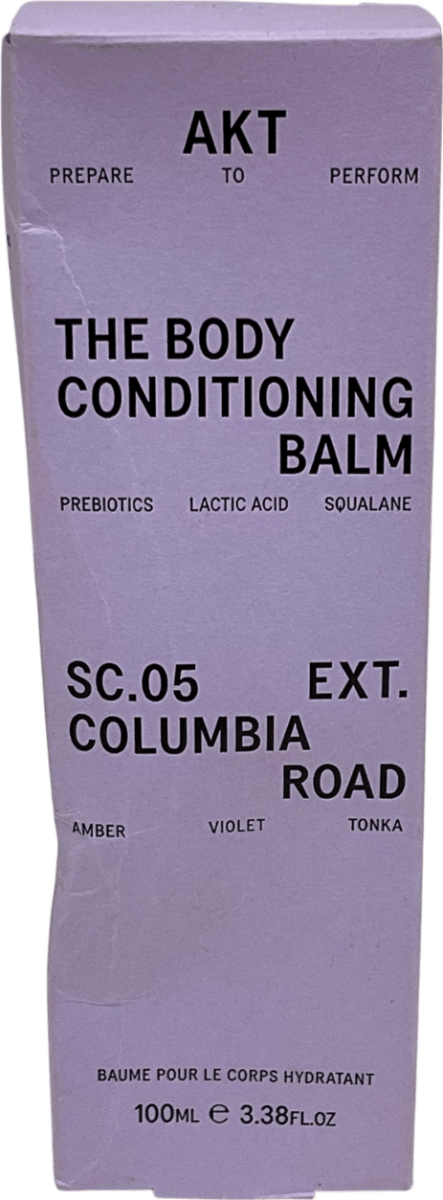 AKT
PREPARE TO PERFORM
THE BODY
CONDITIONING
BALM
PREBIOTICS LACTIC ACID SQUALANE
SC.05 EXT.
COLUMBIA
ROAD
AMBER VIOLET TONKA
BAUME POUR LE CORPS HYDRATANT
100ML ℮ 3.38FL.OZ